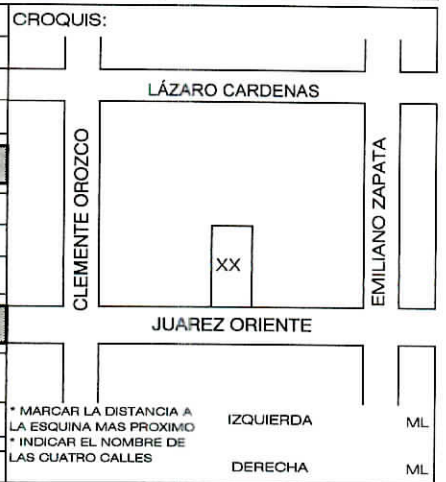 CROQUIS:
LÁZARO CARDENAS
CLEMENTE OROZCO
EMILIANO ZAPATA
XX
JUAREZ ORIENTE
* MARCAR LA DISTANCIA A
LA ESQUINA MAS PROXIMO
* INDICAR EL NOMBRE DE
LAS CUATRO CALLES
IZQUIERDA ML
DERECHA ML